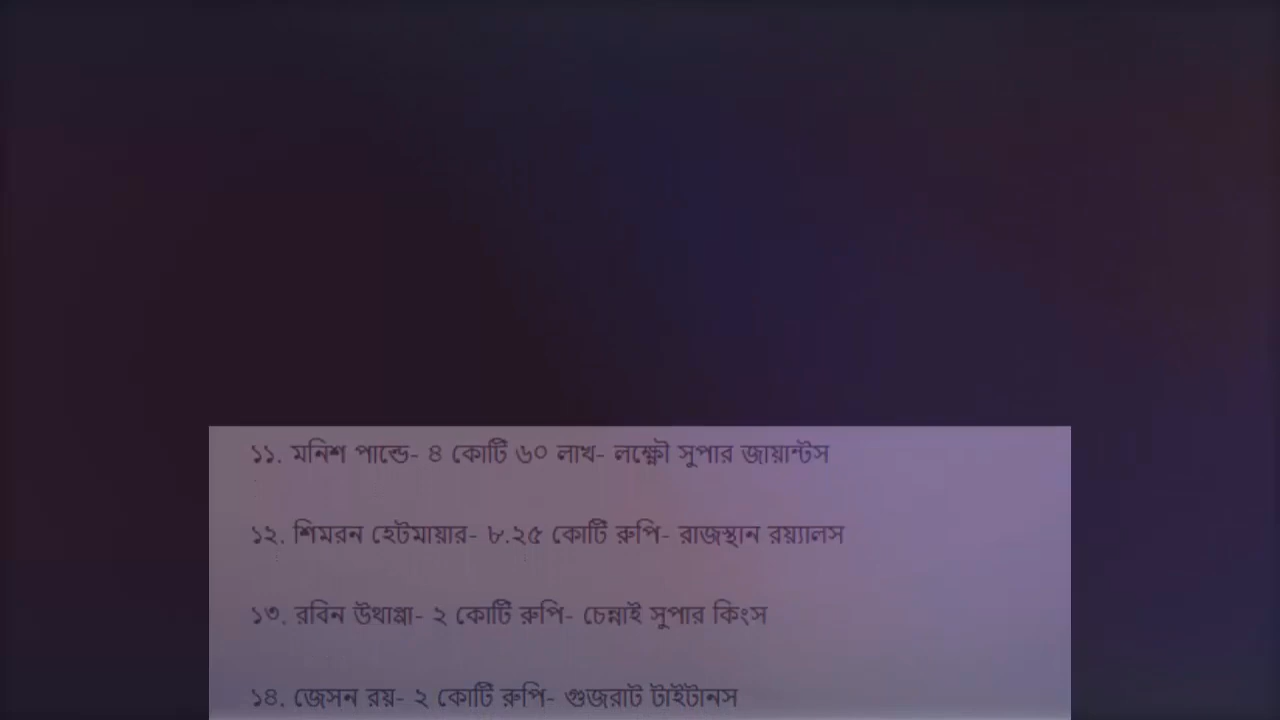 ১১. মনিশ পান্ডে- ৪ কোটি ৬০ লাখ- লক্ষ্ণৌ সুপার জায়ান্টস
১২. শিমরন হেটমায়ার- ৮.২৫ কোটি রুপি- রাজস্থান রয়্যালস
১৩. রবিন উথাপ্পা- ২ কোটি রুপি- চেন্নাই সুপার কিংস
১৪. জেসন রয়- ২ কোটি রুপি- গুজরাট টাইটানস